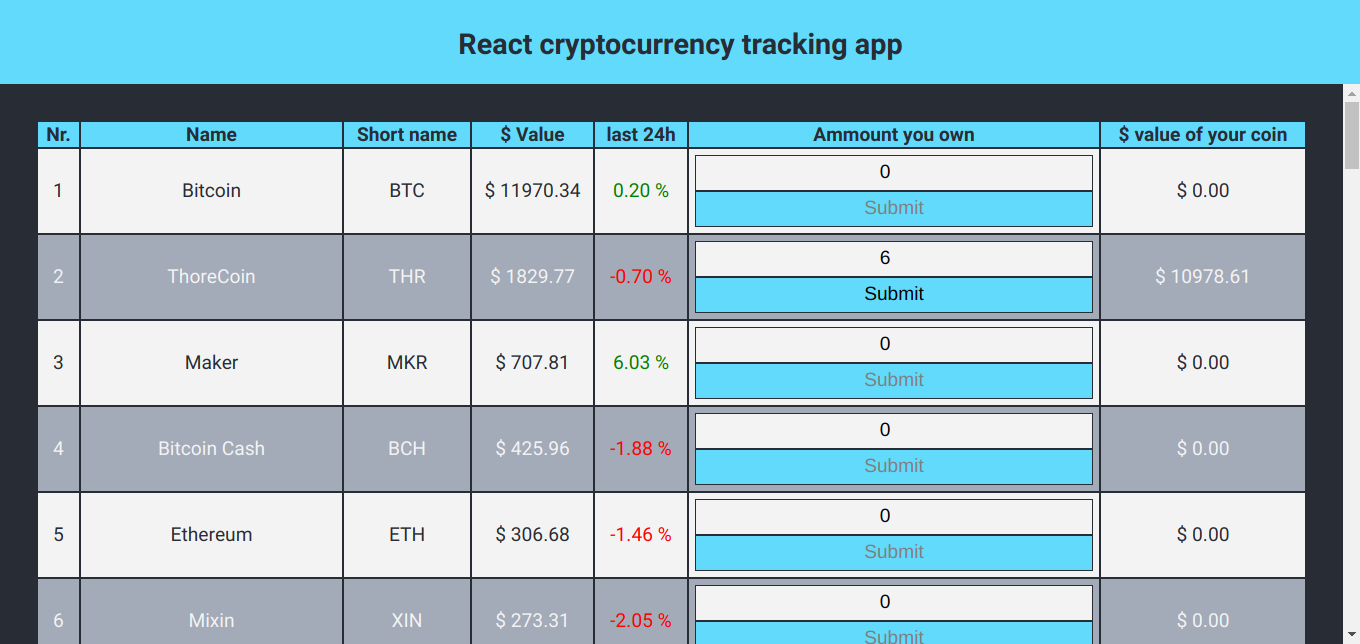 React cryptocurrency tracking app
Nr. Name Short name $ Value last 24h Ammount you own $ value of your coin
1 Bitcoin BTC $ 11970.34 0.20 % 0 $ 0.00
Submit
2 ThoreCoin THR $ 1829.77 -0.70 % 6 $ 10978.61
Submit
3 Maker MKR $ 707.81 6.03 % 0 $ 0.00
Submit
4 Bitcoin Cash BCH $ 425.96 -1.88 % 0 $ 0.00
Submit
5 Ethereum ETH $ 306.68 -1.46 % 0 $ 0.00
Submit
6 Mixin XIN $ 273.31 -2.05 % 0 $ 0.00
Submit